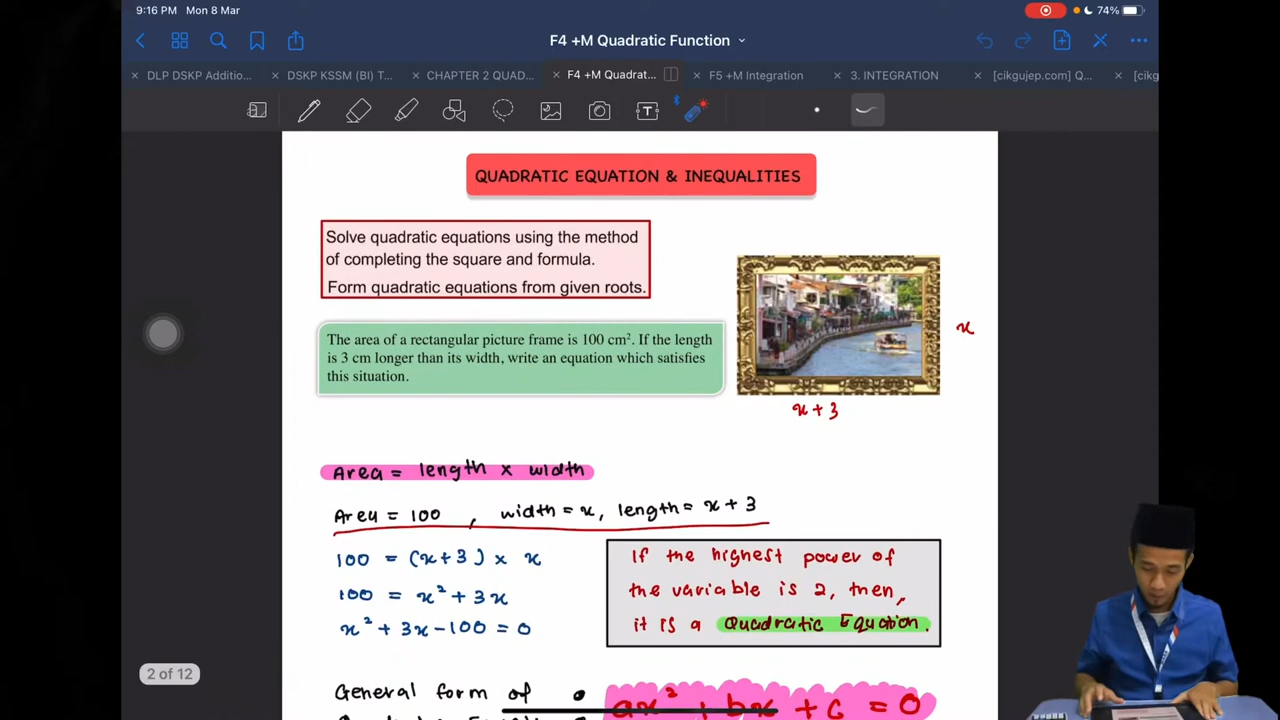 9:16 PM Mon 8 Mar
74%
F4 +M Quadratic Function
DLP DSKP Additio...
DSKP KSSM (BI) T...
CHAPTER 2 QUAD...
F4 +M Quadrat...
F5 +M Integration
3. INTEGRATION
[cikgujep.com] Q...
[cikg
QUADRATIC EQUATION & INEQUALITIES
Solve quadratic equations using the method
of completing the square and formula.
Form quadratic equations from given roots.
The area of a rectangular picture frame is 100 cm². If the length
is 3 cm longer than its width, write an equation which satisfies
this situation.
x
x + 3
Area = length x width
Area = 100 , width = x, length = x + 3
100 = (x+3) x x
100 = x² + 3x
x² + 3x - 100 = 0
If the highest power of
the variable is 2, then,
it is a Quadratic Equation.
2 of 12
General form of
Quadratic Equation
ax² + bx + c = 0